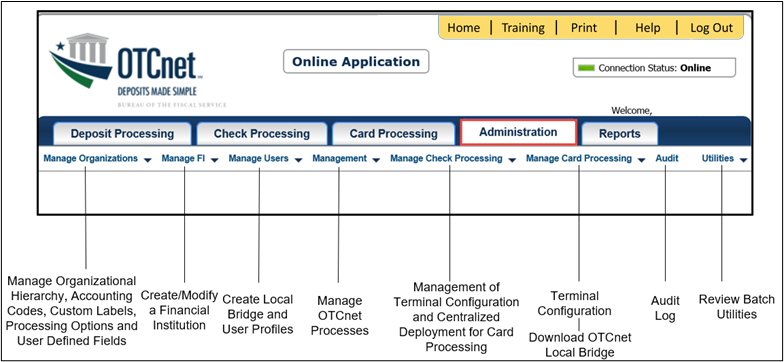 Home | Training | Print | Help | Log Out
OTCnet
DEPOSITS MADE SIMPLE
BUREAU OF THE FISCAL SERVICE
Online Application
Connection Status: Online
Welcome,
Deposit Processing Check Processing Card Processing Administration Reports
Manage Organizations Manage FI Manage Users Management Manage Check Processing Manage Card Processing Audit Utilities
Manage Organizational
Hierarchy, Accounting
Codes, Custom Labels,
Processing Options and
User Defined Fields
Create/Modify
a Financial
Institution
Create Local
Bridge and
User Profiles
Manage
OTCnet
Processes
Management of
Terminal Configuration
and Centralized
Deployment for Card
Processing
Terminal
Configuration
Download OTCnet
Local Bridge
Audit
Log
Review Batch
Utilities